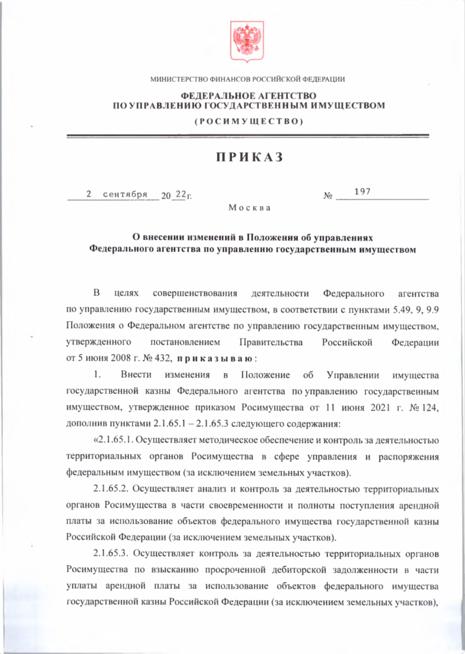 МИНИСТЕРСТВО ФИНАНСОВ РОССИЙСКОЙ ФЕДЕРАЦИИ
ФЕДЕРАЛЬНОЕ АГЕНТСТВО
ПО УПРАВЛЕНИЮ ГОСУДАРСТВЕННЫМ ИМУЩЕСТВОМ
(РОСИМУЩЕСТВО)
ПРИКАЗ
2 сентября 2022г. № 197
Москва
О внесении изменений в Положения об управлениях
Федерального агентства по управлению государственным имуществом
В целях совершенствования деятельности Федерального агентства
по управлению государственным имуществом, в соответствии с пунктами 5.49, 9, 9.9
Положения о Федеральном агентстве по управлению государственным имуществом,
утвержденного постановлением Правительства Российской Федерации
от 5 июня 2008 г. № 432, приказываю:
1. Внести изменения в Положение об Управлении имущества
государственной казны Федерального агентства по управлению государственным
имуществом, утвержденное приказом Росимущества от 11 июня 2021 г. № 124,
дополнив пунктами 2.1.65.1 – 2.1.65.3 следующего содержания:
«2.1.65.1. Осуществляет методическое обеспечение и контроль за деятельностью
территориальных органов Росимущества в сфере управления и распоряжения
федеральным имуществом (за исключением земельных участков).
2.1.65.2. Осуществляет анализ и контроль за деятельностью территориальных
органов Росимущества в части своевременности и полноты поступления арендной
платы за использование объектов федерального имущества государственной казны
Российской Федерации (за исключением земельных участков).
2.1.65.3. Осуществляет контроль за деятельностью территориальных органов
Росимущества по взысканию просроченной дебиторской задолженности в части
уплаты арендной платы за использование объектов федерального имущества
государственной казны Российской Федерации (за исключением земельных участков),